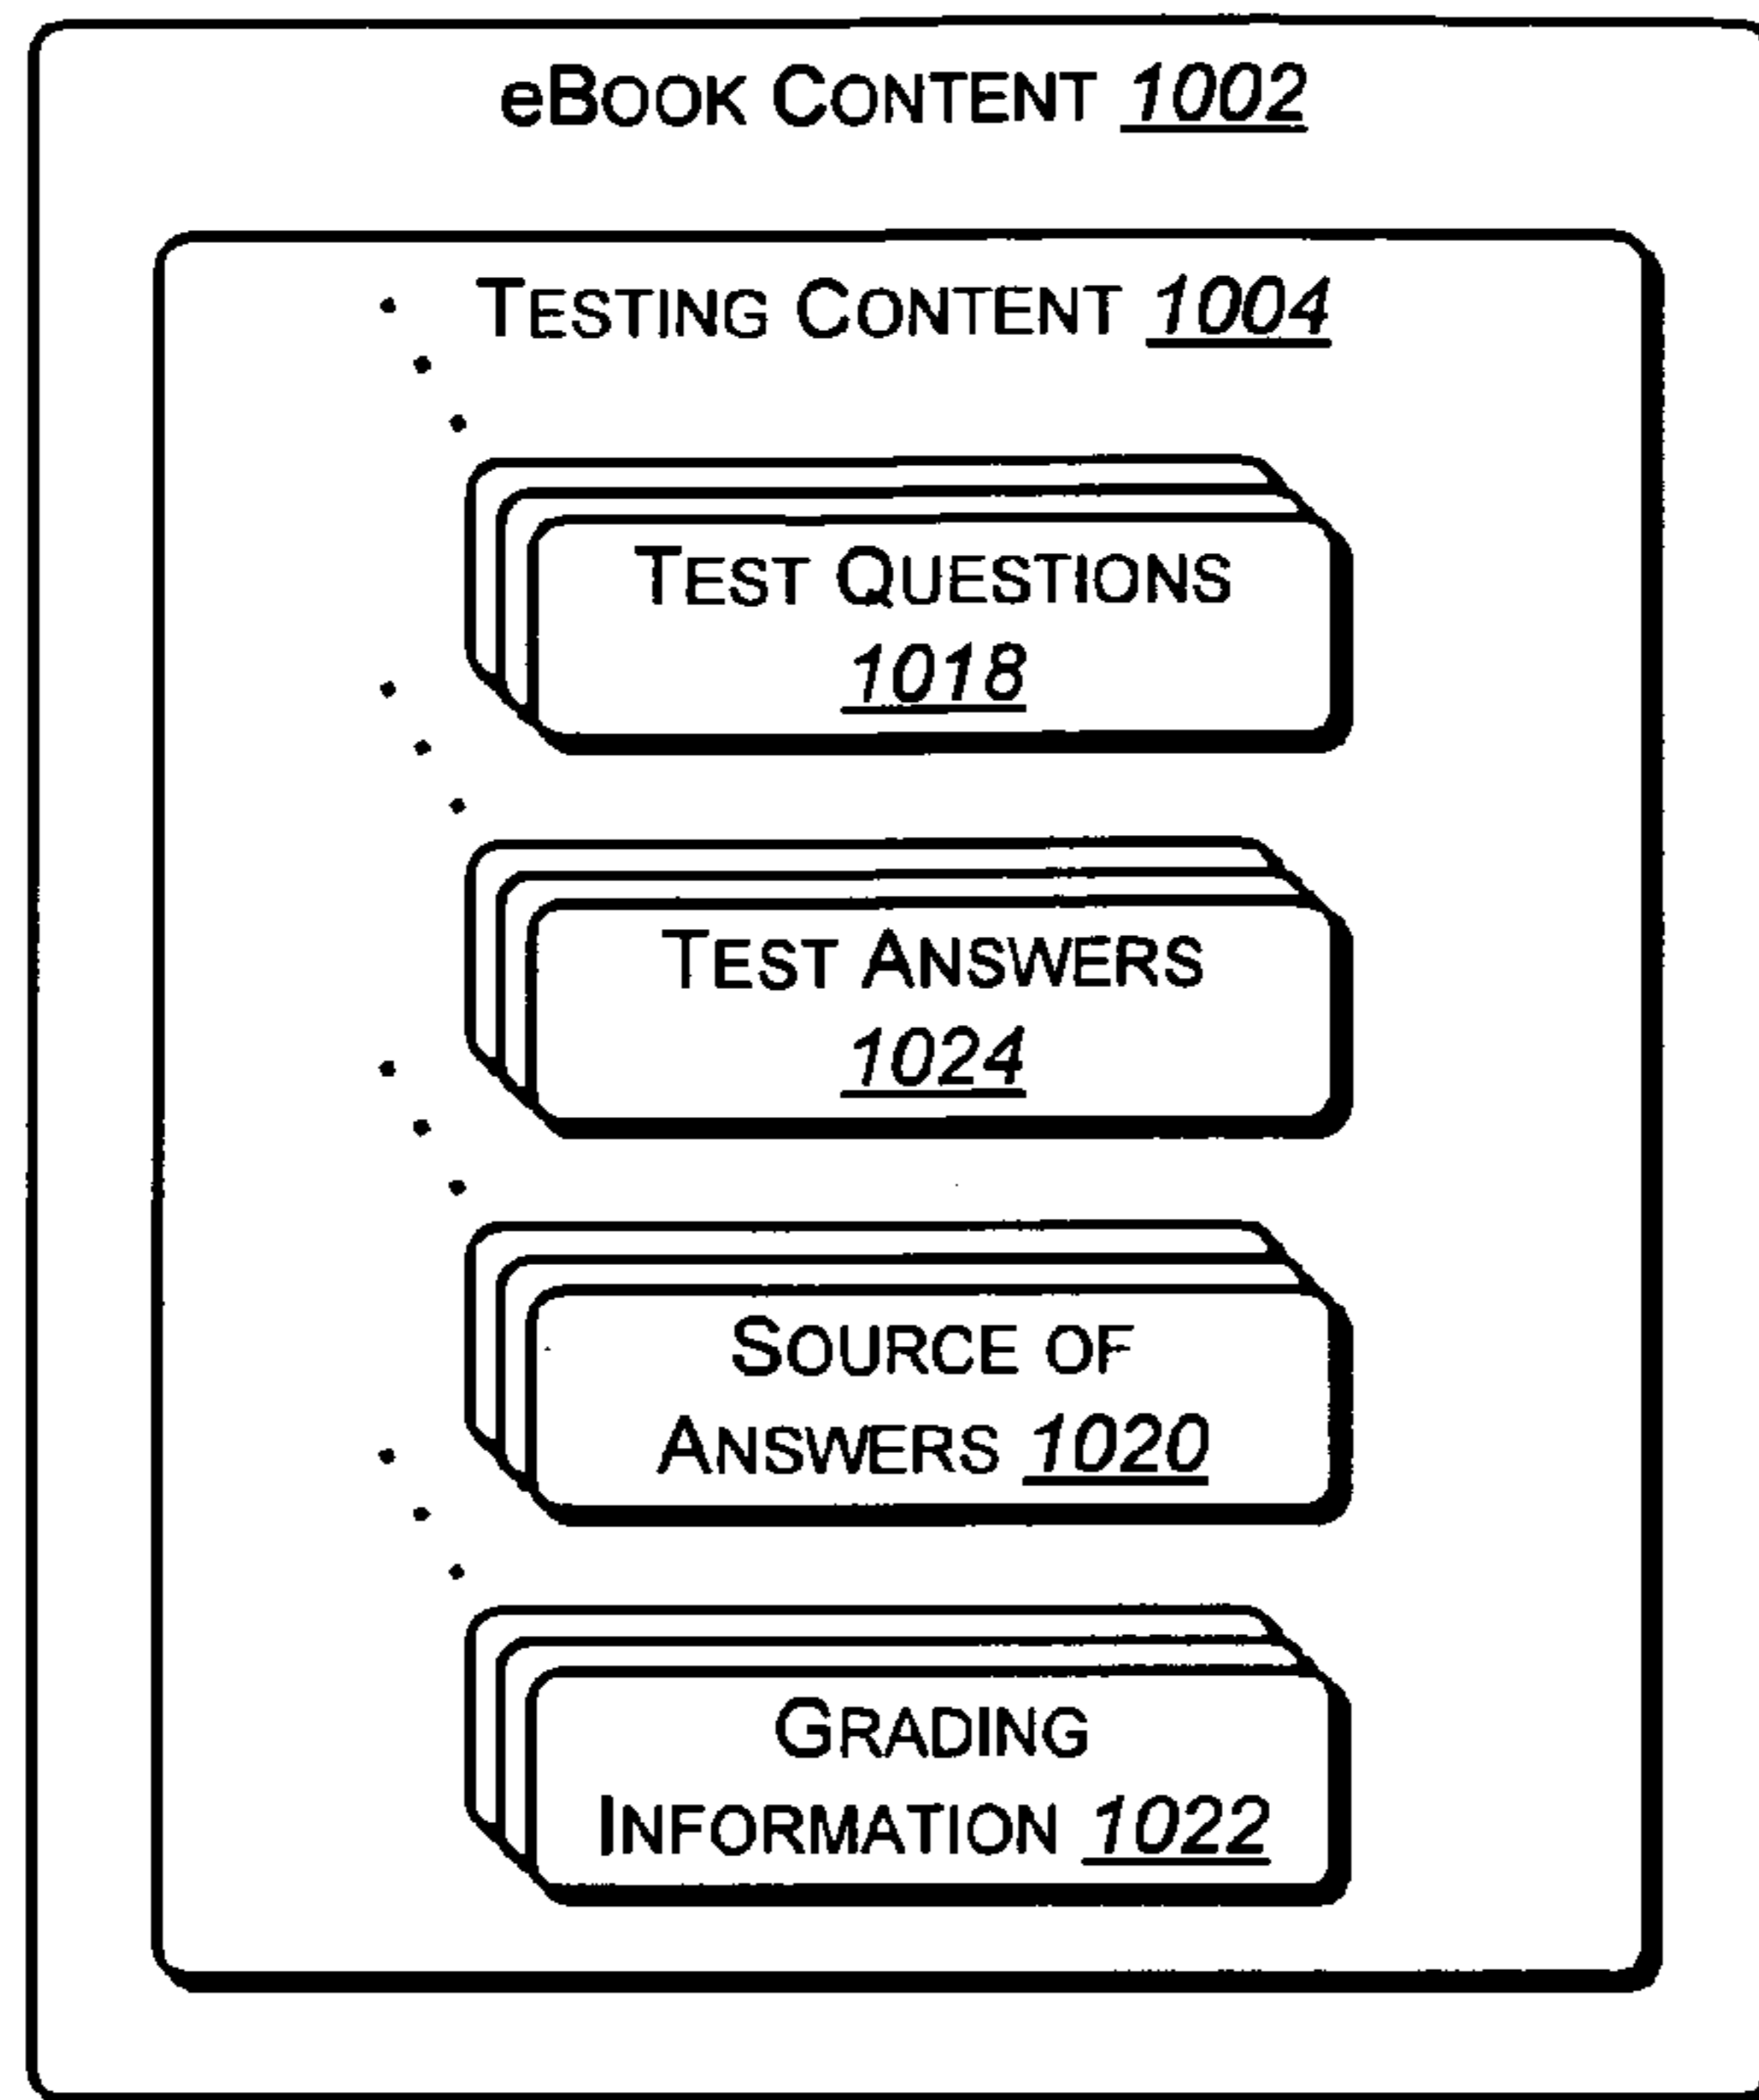 eBOOK CONTENT 1002
TESTING CONTENT 1004
TEST QUESTIONS
1018
TEST ANSWERS
1024
SOURCE OF
ANSWERS 1020
GRADING
INFORMATION 1022